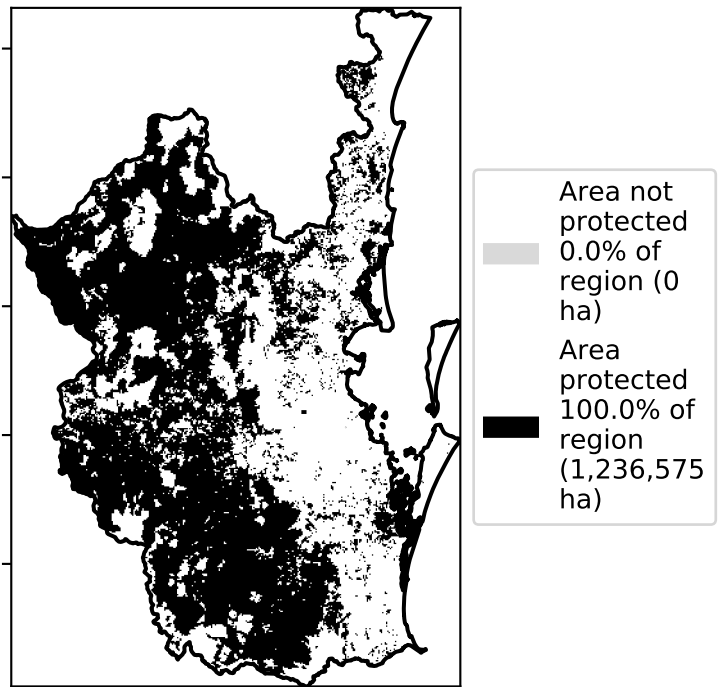 Area not
protected
0.0% of
region (0
ha)
Area
protected
100.0% of
region
(1,236,575
ha)